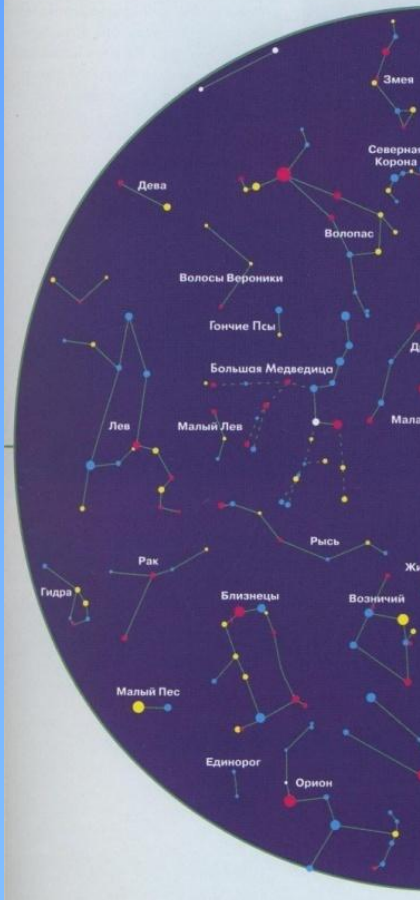 Змея
Северная
Корона
Дева
Волопас
Волосы Вероники
Гончие Псы
Большая Медведица
Лев
Малый Лев
Рысь
Рак
Гидра
Близнецы
Возничий
Малый Пес
Единорог
Орион